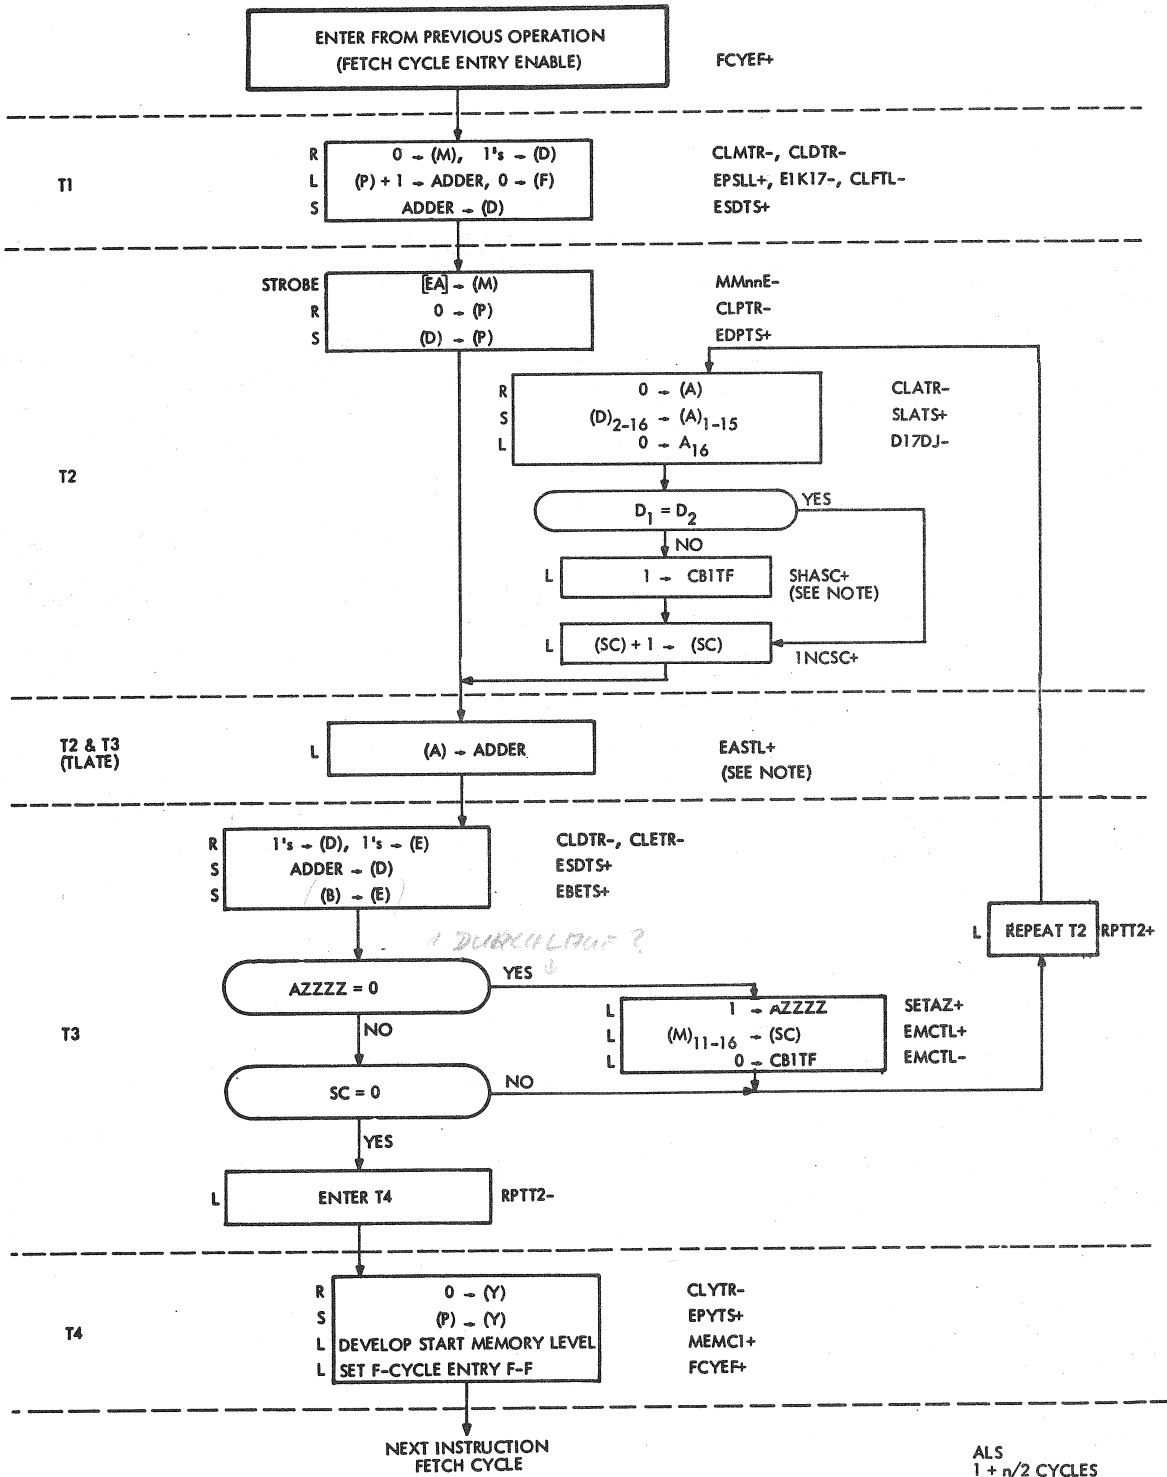 ENTER FROM PREVIOUS OPERATION
(FETCH CYCLE ENTRY ENABLE)
FCYEF+
T1
R 0 → (M), 1's → (D) CLMTR-, CLDTR-
L (P) + 1 → ADDER, 0 → (F) EPSLL+, E1K17-, CLFTL-
S ADDER → (D) ESDTS+
STROBE [EA] → (M) MMnnE-
R 0 → (P) CLPTR-
S (D) → (P) EDPTS+
R 0 → (A) CLATR-
S (D)2-16 → (A)1-15 SLATS+
L 0 → A16 D17DJ-
T2
D1 = D2
YES
NO
L 1 → CB1TF SHASC+
(SEE NOTE)
L (SC) + 1 → (SC)
1NCSC+
T2 & T3
(TLATE)
L (A) → ADDER EASTL+
(SEE NOTE)
R 1's → (D), 1's → (E) CLDTR-, CLETR-
S ADDER → (D) ESDTS+
S (B) → (E) EBETS+
L REPEAT T2 RPTT2+
1 DURCHLAUF ?
AZZZZ = 0
YES
L 1 → AZZZZ SETAZ+
L (M)11-16 → (SC) EMCTL+
L 0 → CB1TF EMCTL-
T3
NO
SC = 0
NO
YES
L ENTER T4 RPTT2-
T4
R 0 → (Y) CLYTR-
S (P) → (Y) EPYTS+
L DEVELOP START MEMORY LEVEL MEMC1+
L SET F-CYCLE ENTRY F-F FCYEF+
NEXT INSTRUCTION
FETCH CYCLE
ALS
1 + n/2 CYCLES